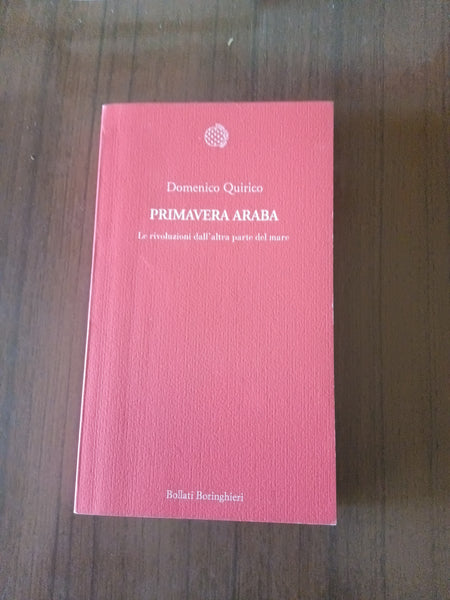 Domenico Quirico
PRIMAVERA ARABA
Le rivoluzioni dall'altra parte del mare
Bollati Boringhieri